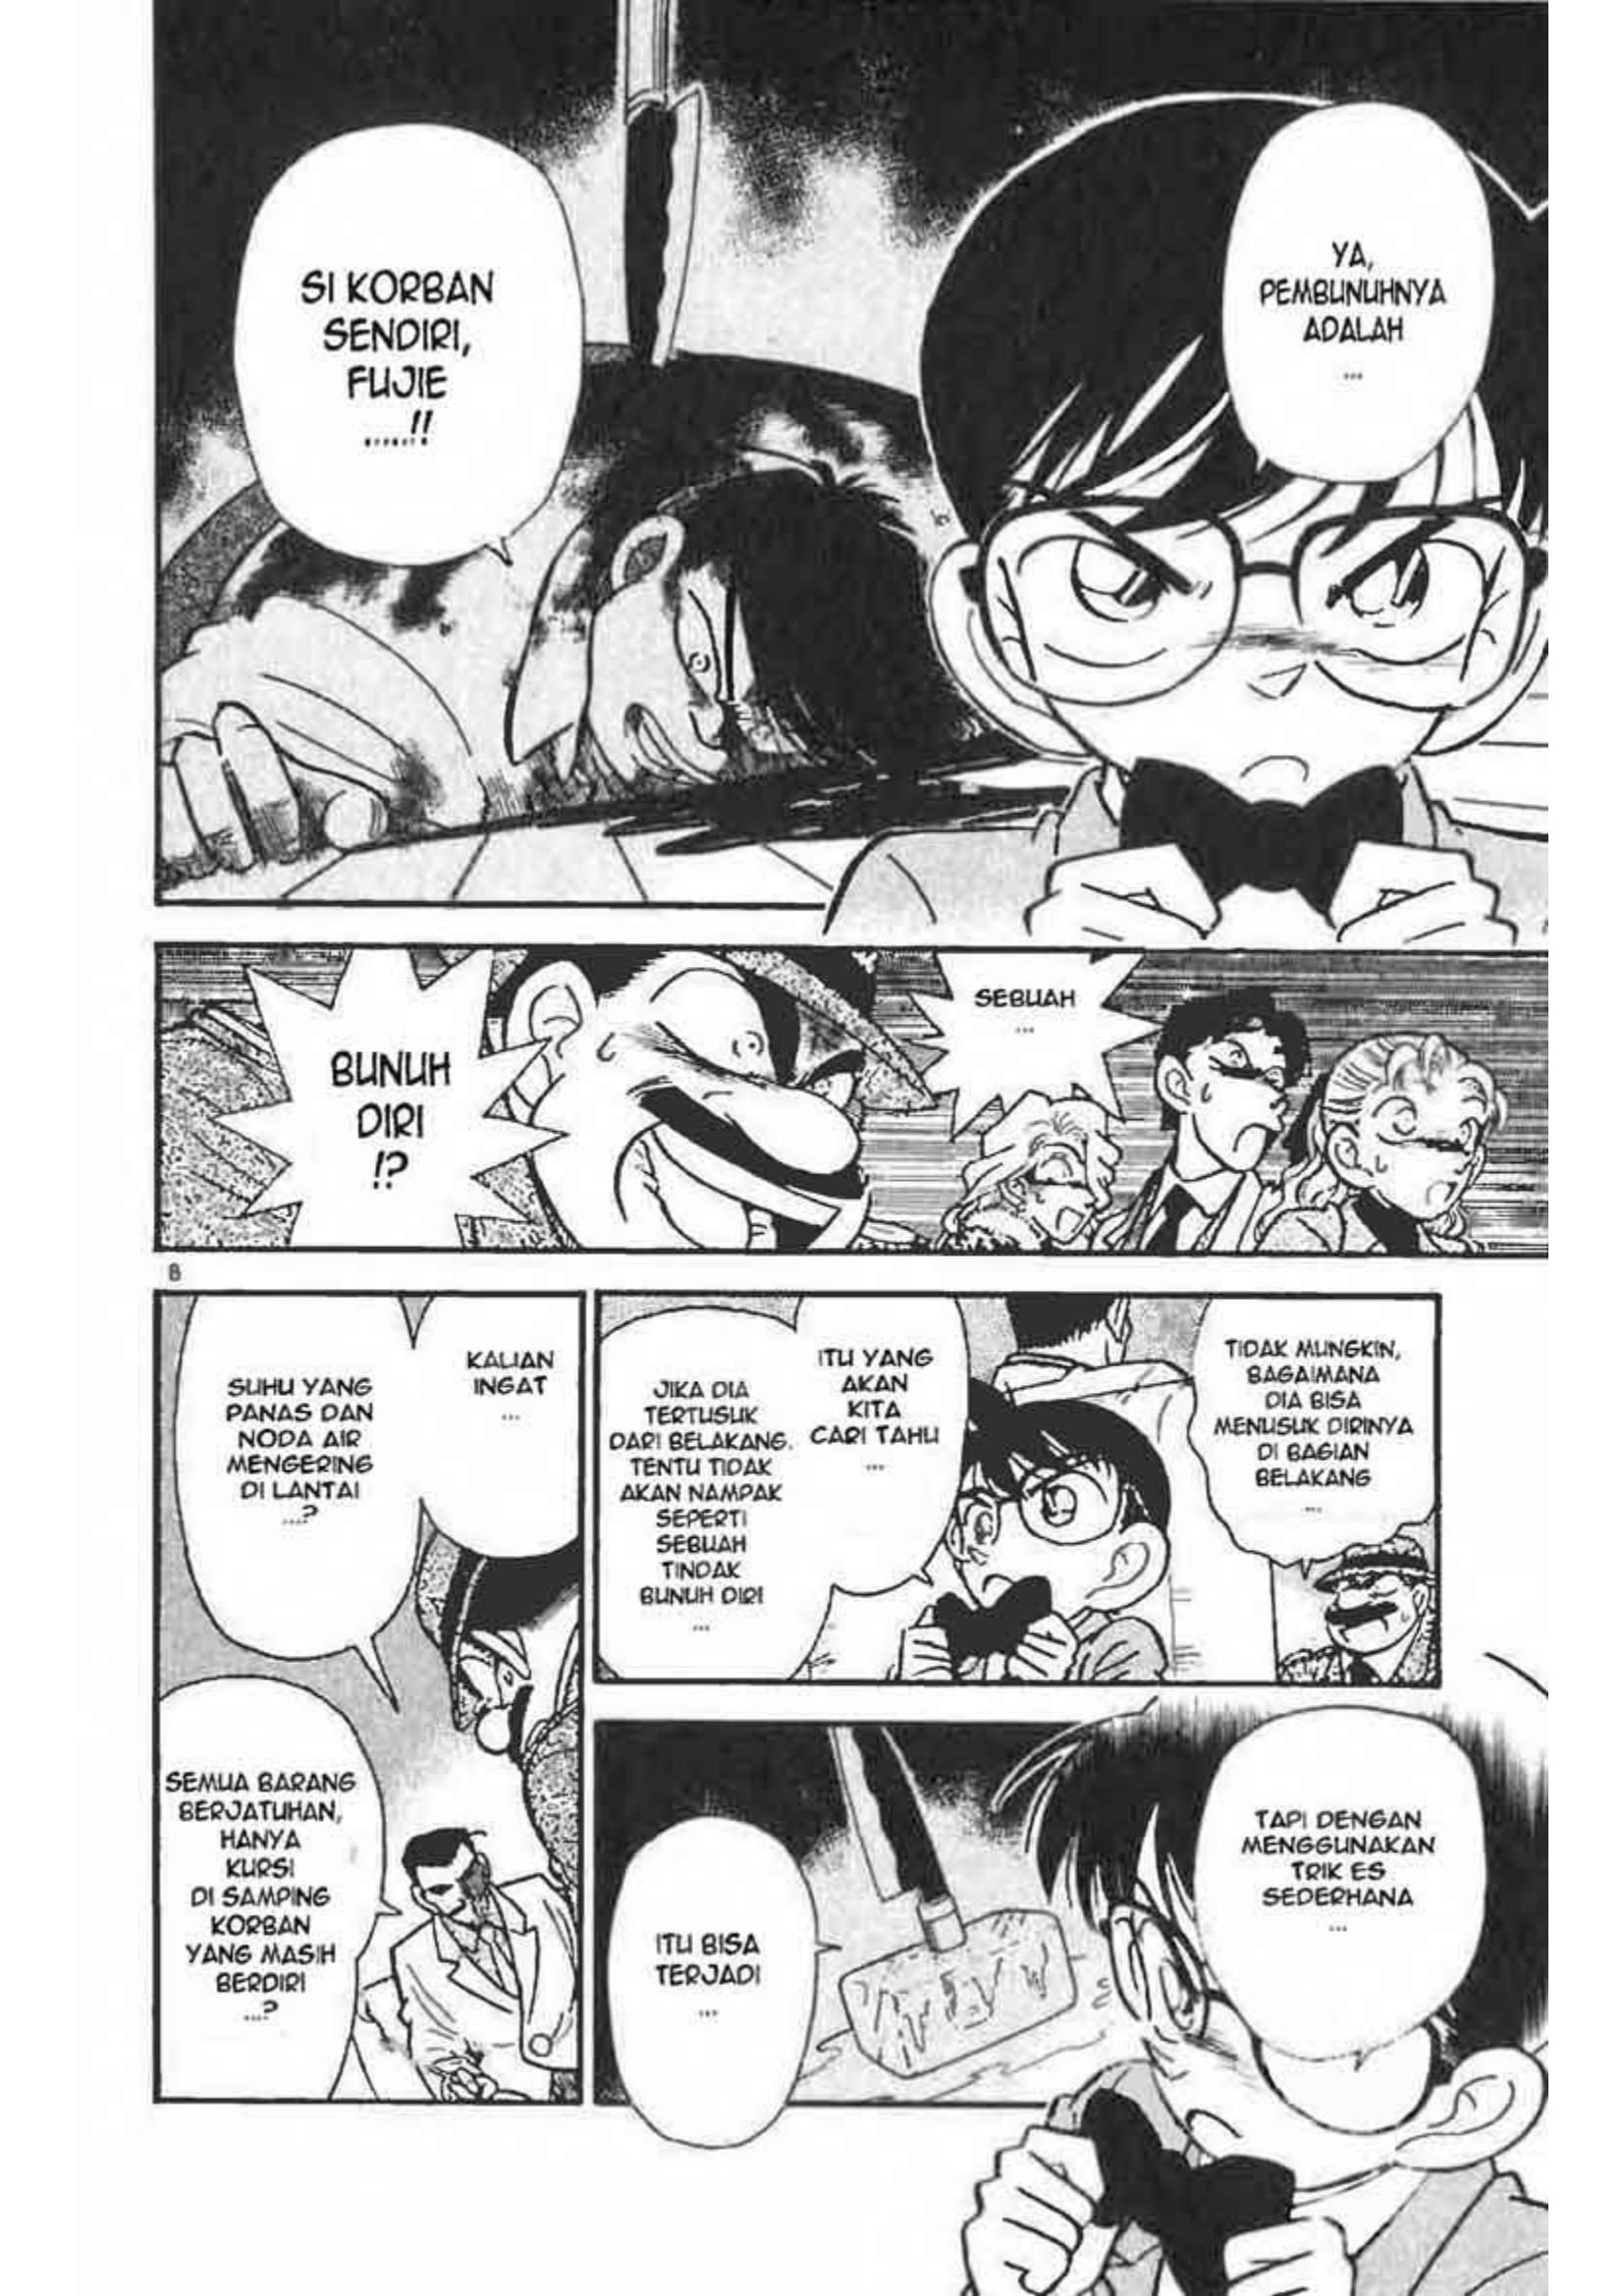 YA,
PEMBUNUHNYA
ADALAH
...
SI KORBAN
SENDIRI,
FUJIE
......!!
SEBUAH
...
BUNUH
DIRI
!?
8
TIDAK MUNGKIN,
BAGAIMANA
DIA BISA
MENUSUK DIRINYA
DI BAGIAN
BELAKANG
...
ITU YANG
AKAN
KITA
CARI TAHU
...
JIKA DIA
TERTUSUK
DARI BELAKANG,
TENTU TIDAK
AKAN NAMPAK
SEPERTI
SEBUAH
TINDAK
BUNUH DIRI
...
TAPI DENGAN
MENGGUNAKAN
TRIK ES
SEDERHANA
...
ITU BISA
TERJADI
...
KALIAN
INGAT
...
SUHU YANG
PANAS DAN
NODA AIR
MENGERING
DI LANTAI
....?
SEMUA BARANG
BERJATUHAN,
HANYA
KURSI
DI SAMPING
KORBAN
YANG MASIH
BERDIRI
....?